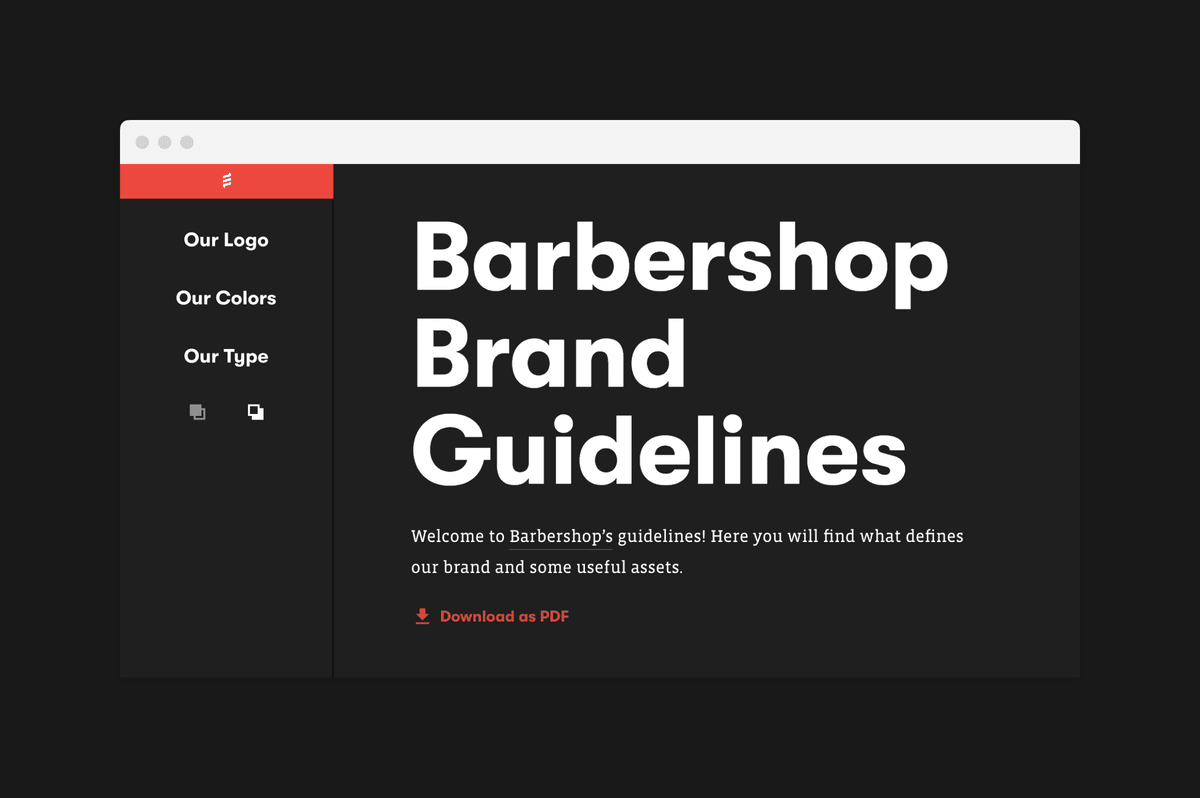 Our Logo
Our Colors
Our Type
Barbershop
Brand
Guidelines
Welcome to Barbershop’s guidelines! Here you will find what defines
our brand and some useful assets.
Download as PDF